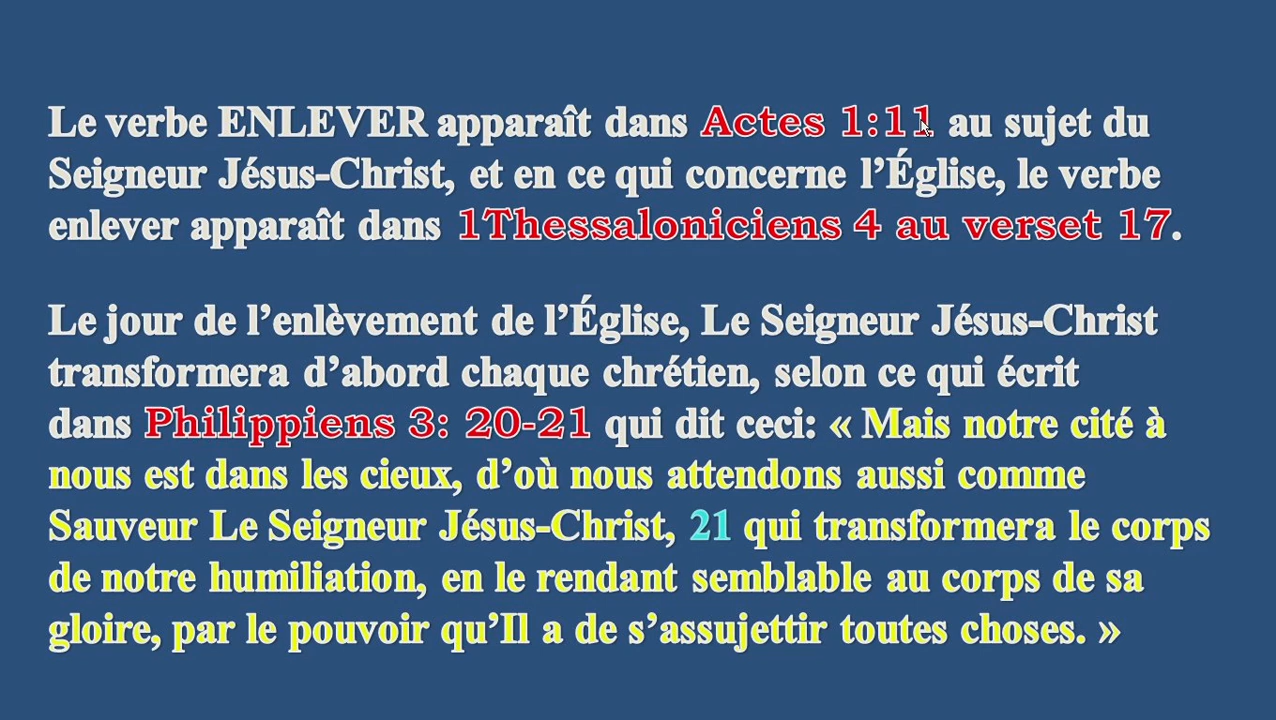 Le verbe ENLEVER apparaît dans Actes 1:11 au sujet du
Seigneur Jésus-Christ, et en ce qui concerne l’Église, le verbe
enlever apparaît dans 1Thessaloniciens 4 au verset 17.
Le jour de l’enlèvement de l’Église, Le Seigneur Jésus-Christ
transformera d’abord chaque chrétien, selon ce qui écrit
dans Philippiens 3: 20-21 qui dit ceci: « Mais notre cité à
nous est dans les cieux, d’où nous attendons aussi comme
Sauveur Le Seigneur Jésus-Christ, 21 qui transformera le corps
de notre humiliation, en le rendant semblable au corps de sa
gloire, par le pouvoir qu’Il a de s’assujettir toutes choses. »